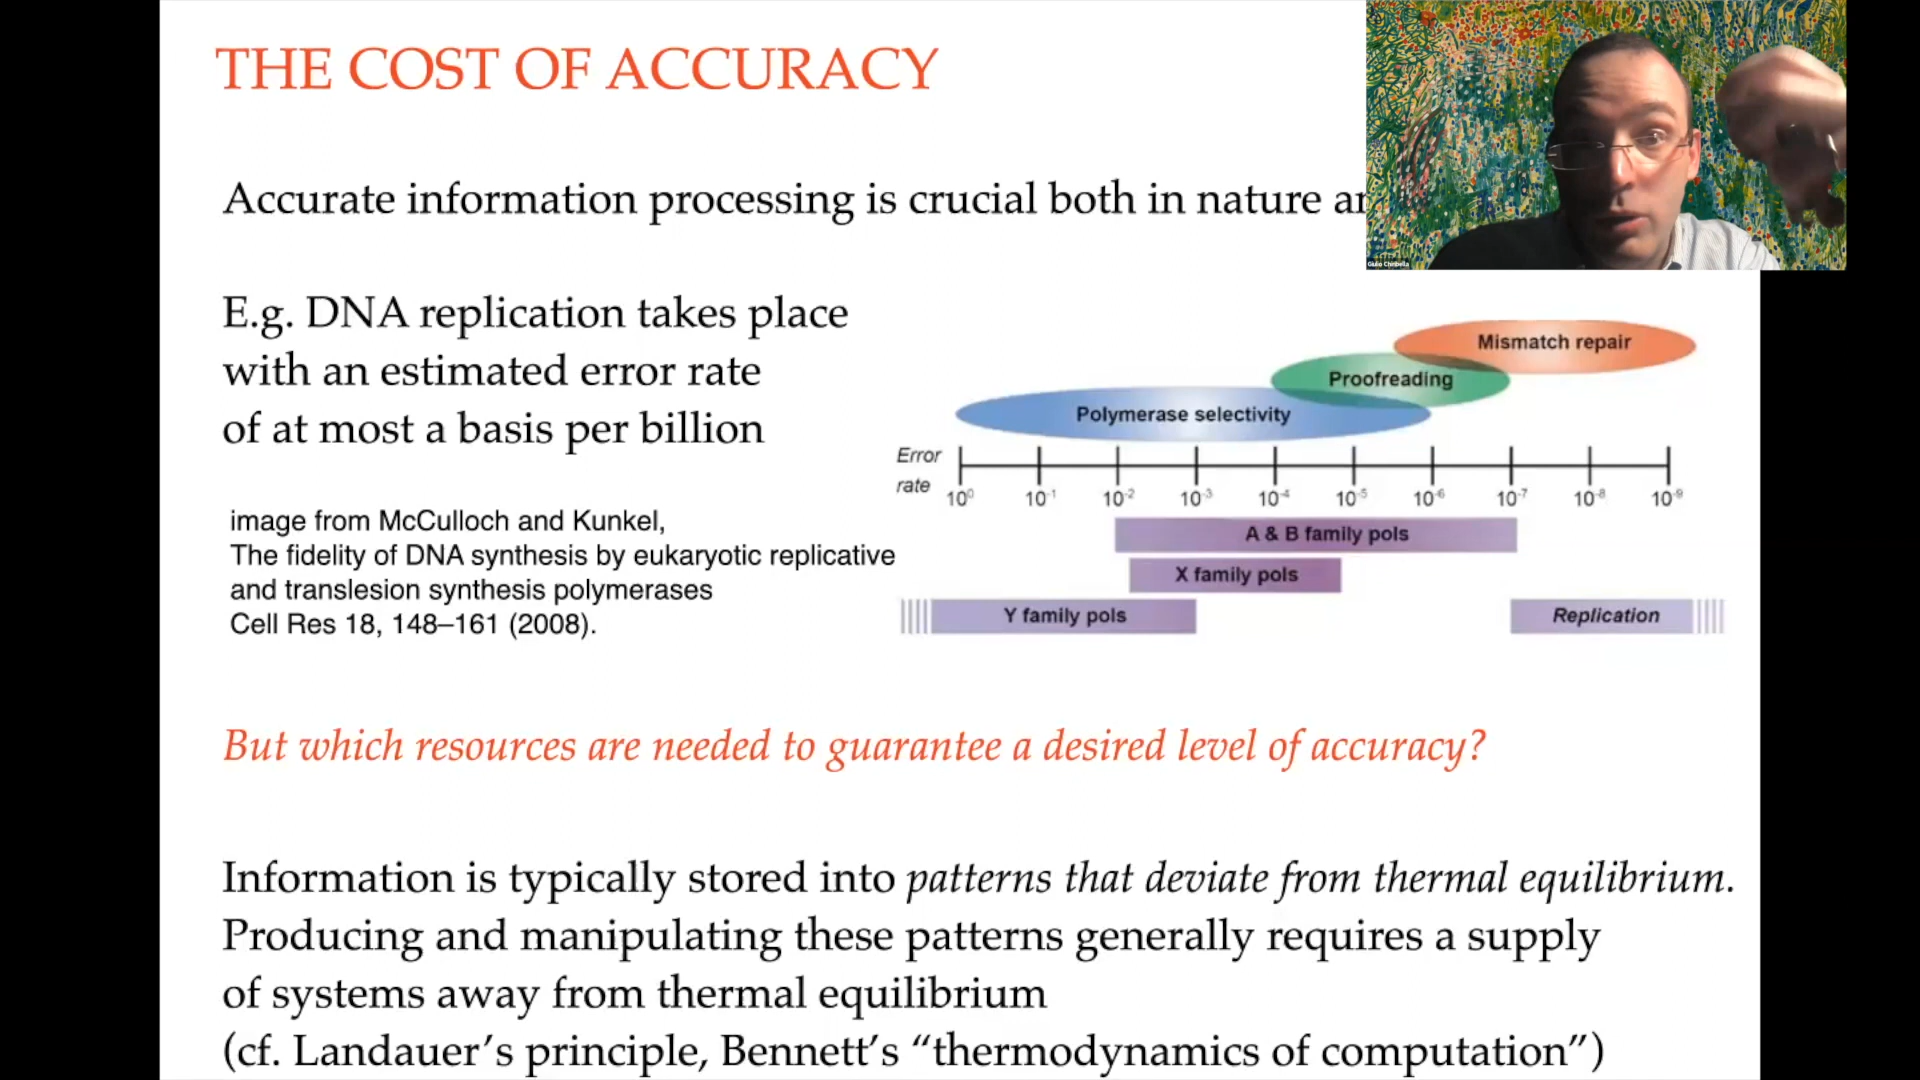 THE COST OF ACCURACY
Accurate information processing is crucial both in nature
Giulio Chiribella
E.g. DNA replication takes place
with an estimated error rate
of at most a basis per billion
image from McCulloch and Kunkel,
The fidelity of DNA synthesis by eukaryotic replicative
and translesion synthesis polymerases
Cell Res 18, 148–161 (2008).
Mismatch repair
Proofreading
Polymerase selectivity
Error
rate
10⁰ 10⁻¹ 10⁻² 10⁻³ 10⁻⁴ 10⁻⁵ 10⁻⁶ 10⁻⁷ 10⁻⁸ 10⁻⁹
A & B family pols
X family pols
Y family pols
Replication
But which resources are needed to guarantee a desired level of accuracy?
Information is typically stored into patterns that deviate from thermal equilibrium.
Producing and manipulating these patterns generally requires a supply
of systems away from thermal equilibrium
(cf. Landauer’s principle, Bennett’s “thermodynamics of computation”)